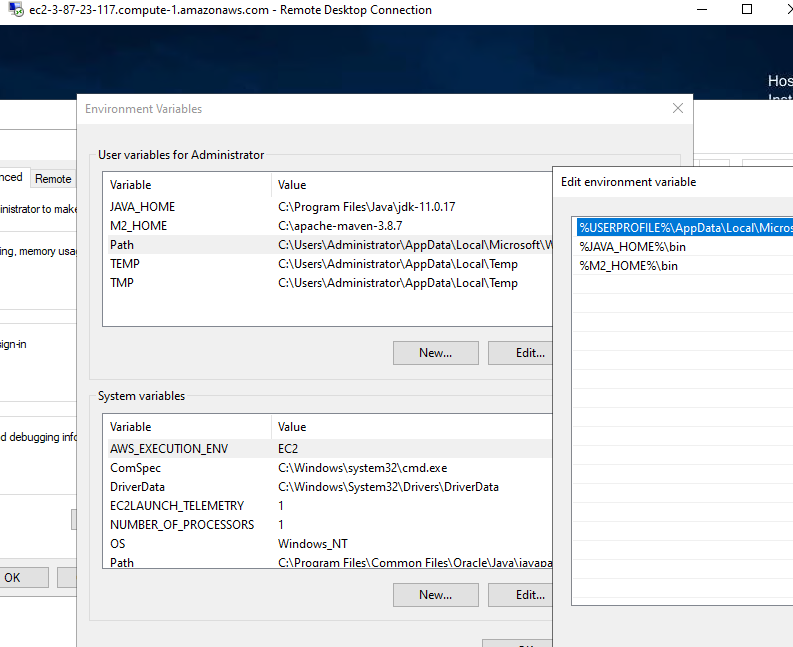 ec2-3-87-23-117.compute-1.amazonaws.com - Remote Desktop Connection
Hos
Environment Variables
User variables for Administrator
Variable Value
JAVA_HOME C:\Program Files\Java\jdk-11.0.17
M2_HOME C:\apache-maven-3.8.7
Path C:\Users\Administrator\AppData\Local\Microsoft\W
TEMP C:\Users\Administrator\AppData\Local\Temp
TMP C:\Users\Administrator\AppData\Local\Temp
New... Edit...
System variables
Variable Value
AWS_EXECUTION_ENV EC2
ComSpec C:\Windows\system32\cmd.exe
DriverData C:\Windows\System32\Drivers\DriverData
EC2LAUNCH_TELEMETRY 1
NUMBER_OF_PROCESSORS 1
OS Windows_NT
Path C:\Program Files\Common Files\Oracle\Java\javapa
New... Edit...
Edit environment variable
%USERPROFILE%\AppData\Local\Micros
%JAVA_HOME%\bin
%M2_HOME%\bin
nced Remote
inistrator to make
ing, memory usa
sign-in
d debugging info
OK